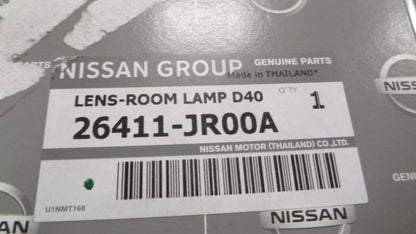 NISSAN GROUP GENUINE PARTS
Made in THAILAND*
LENS-ROOM LAMP D40 Q'TY 1
26411-JR00A
NISSAN MOTOR (THAILAND) CO.,LTD.
U1NMT168
NISSAN
NISSAN